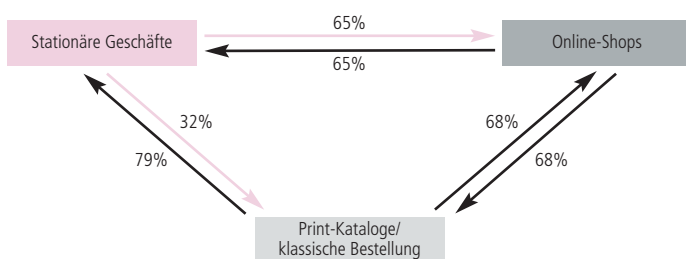 65%
Stationäre Geschäfte
Online-Shops
65%
32%
68%
79%
68%
Print-Kataloge/
klassische Bestellung